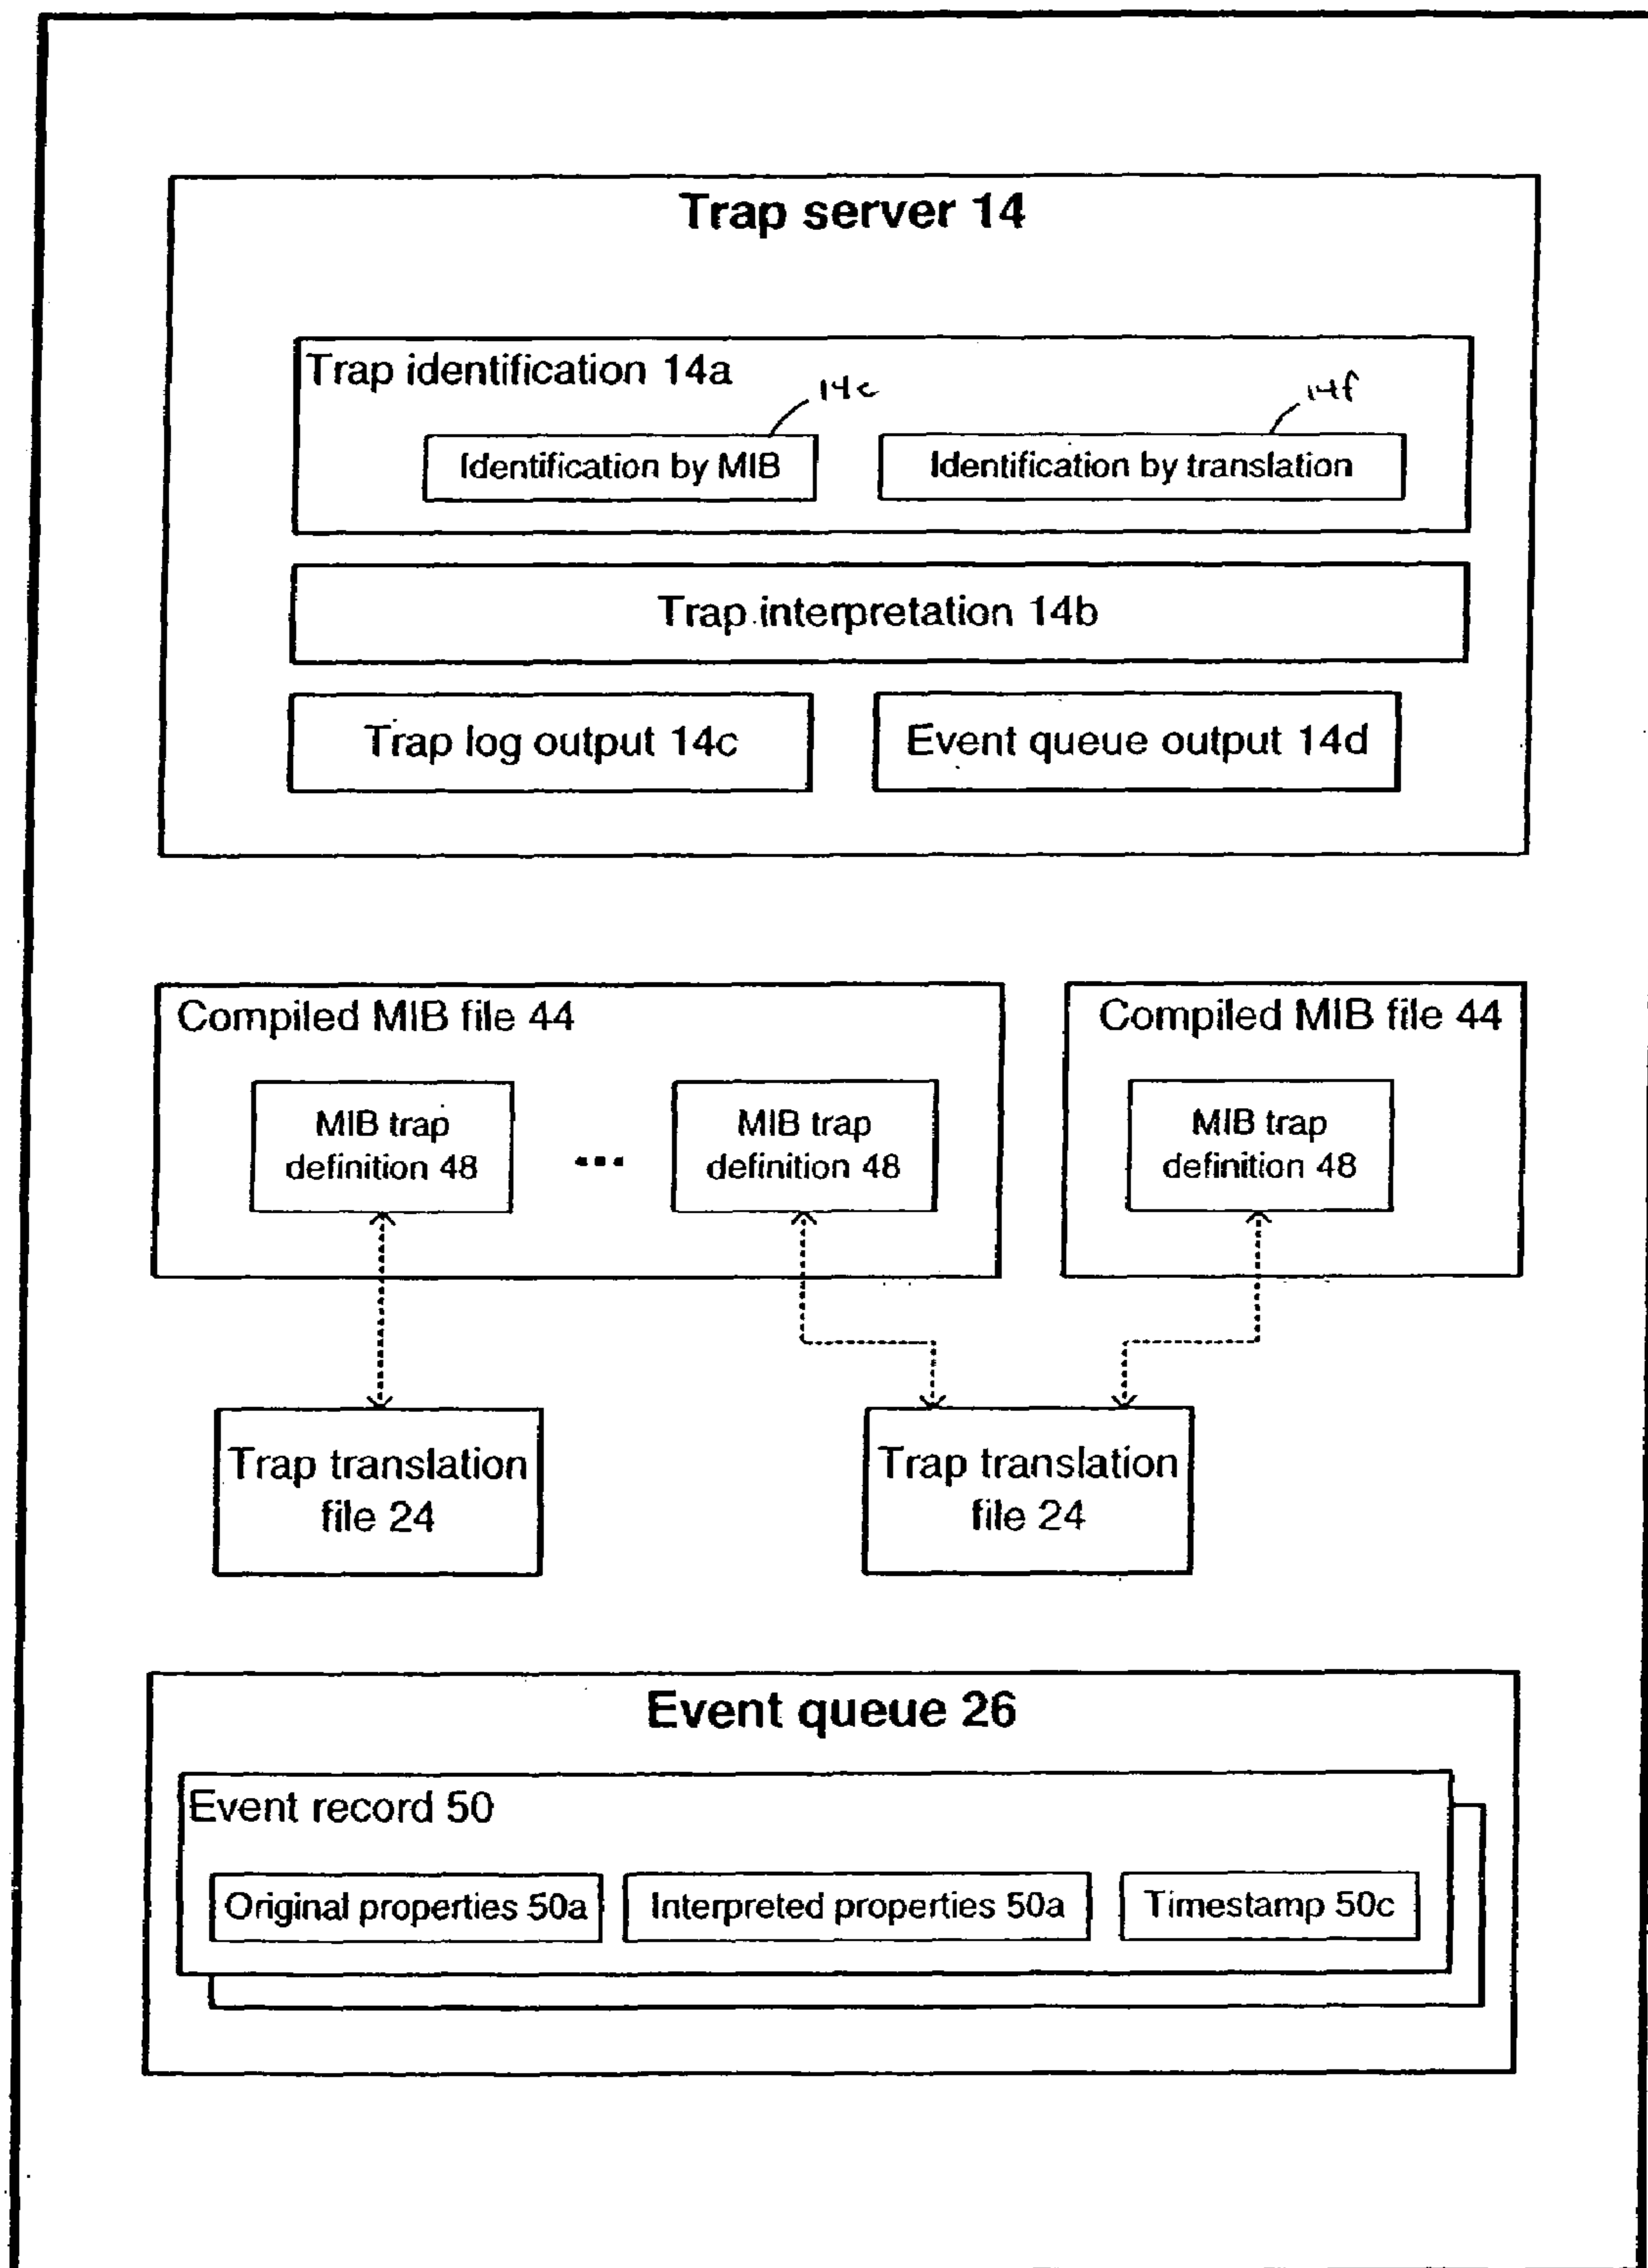 Trap server 14
Trap identification 14a
14e
14f
Identification by MIB
Identification by translation
Trap interpretation 14b
Trap log output 14c
Event queue output 14d
Compiled MIB file 44
Compiled MIB file 44
MIB trap
definition 48
...
MIB trap
definition 48
MIB trap
definition 48
Trap translation
file 24
Trap translation
file 24
Event queue 26
Event record 50
Original properties 50a
Interpreted properties 50a
Timestamp 50c